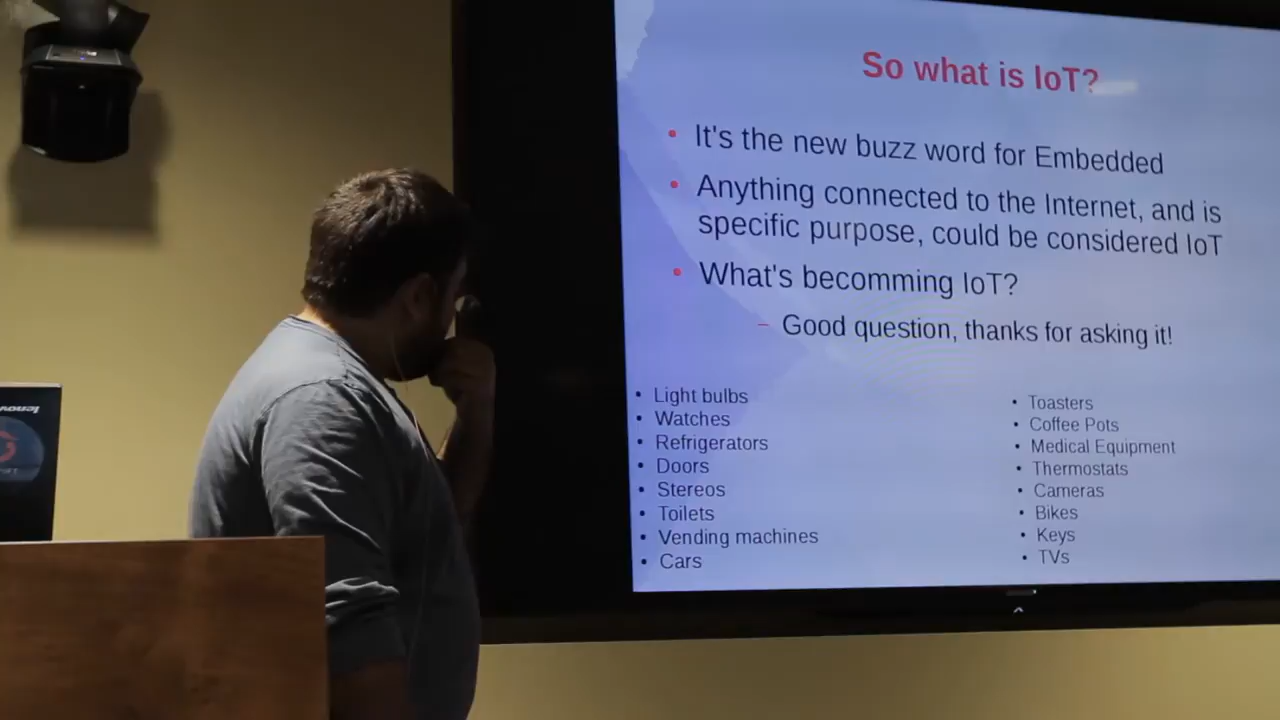 So what is IoT?
• It's the new buzz word for Embedded
• Anything connected to the Internet, and is
specific purpose, could be considered IoT
• What's becomming IoT?
– Good question, thanks for asking it!
• Light bulbs
• Watches
• Refrigerators
• Doors
• Stereos
• Toilets
• Vending machines
• Cars
• Toasters
• Coffee Pots
• Medical Equipment
• Thermostats
• Cameras
• Bikes
• Keys
• TVs
lenovo